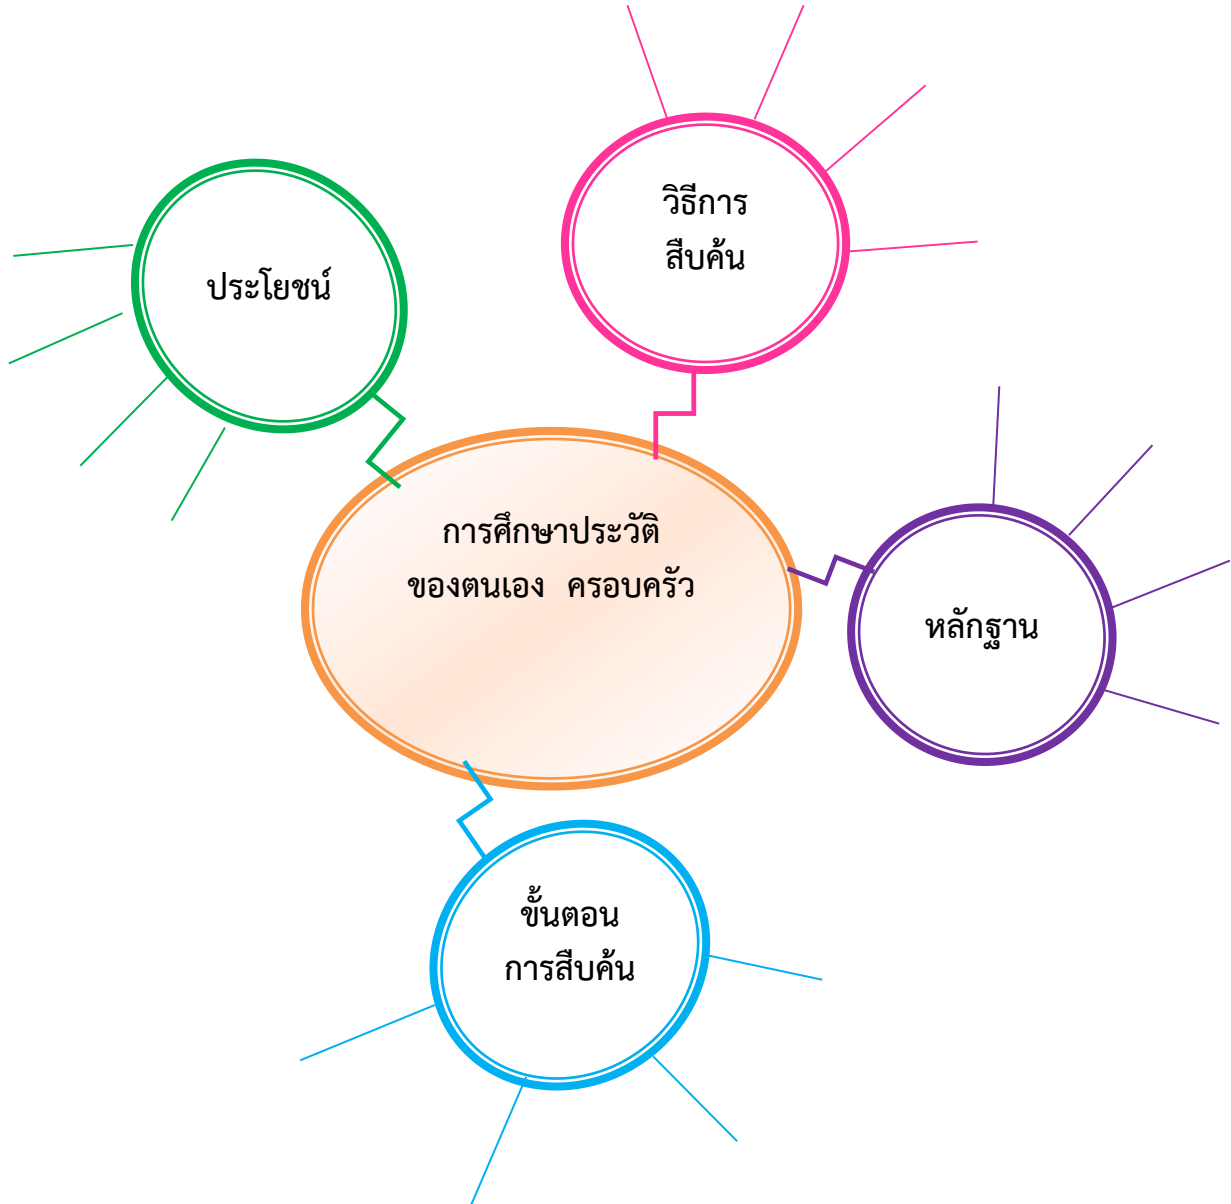 วิธีการ
สืบค้น
ประโยชน์
การศึกษาประวัติ
ของตนเอง ครอบครัว
หลักฐาน
ขั้นตอน
การสืบค้น